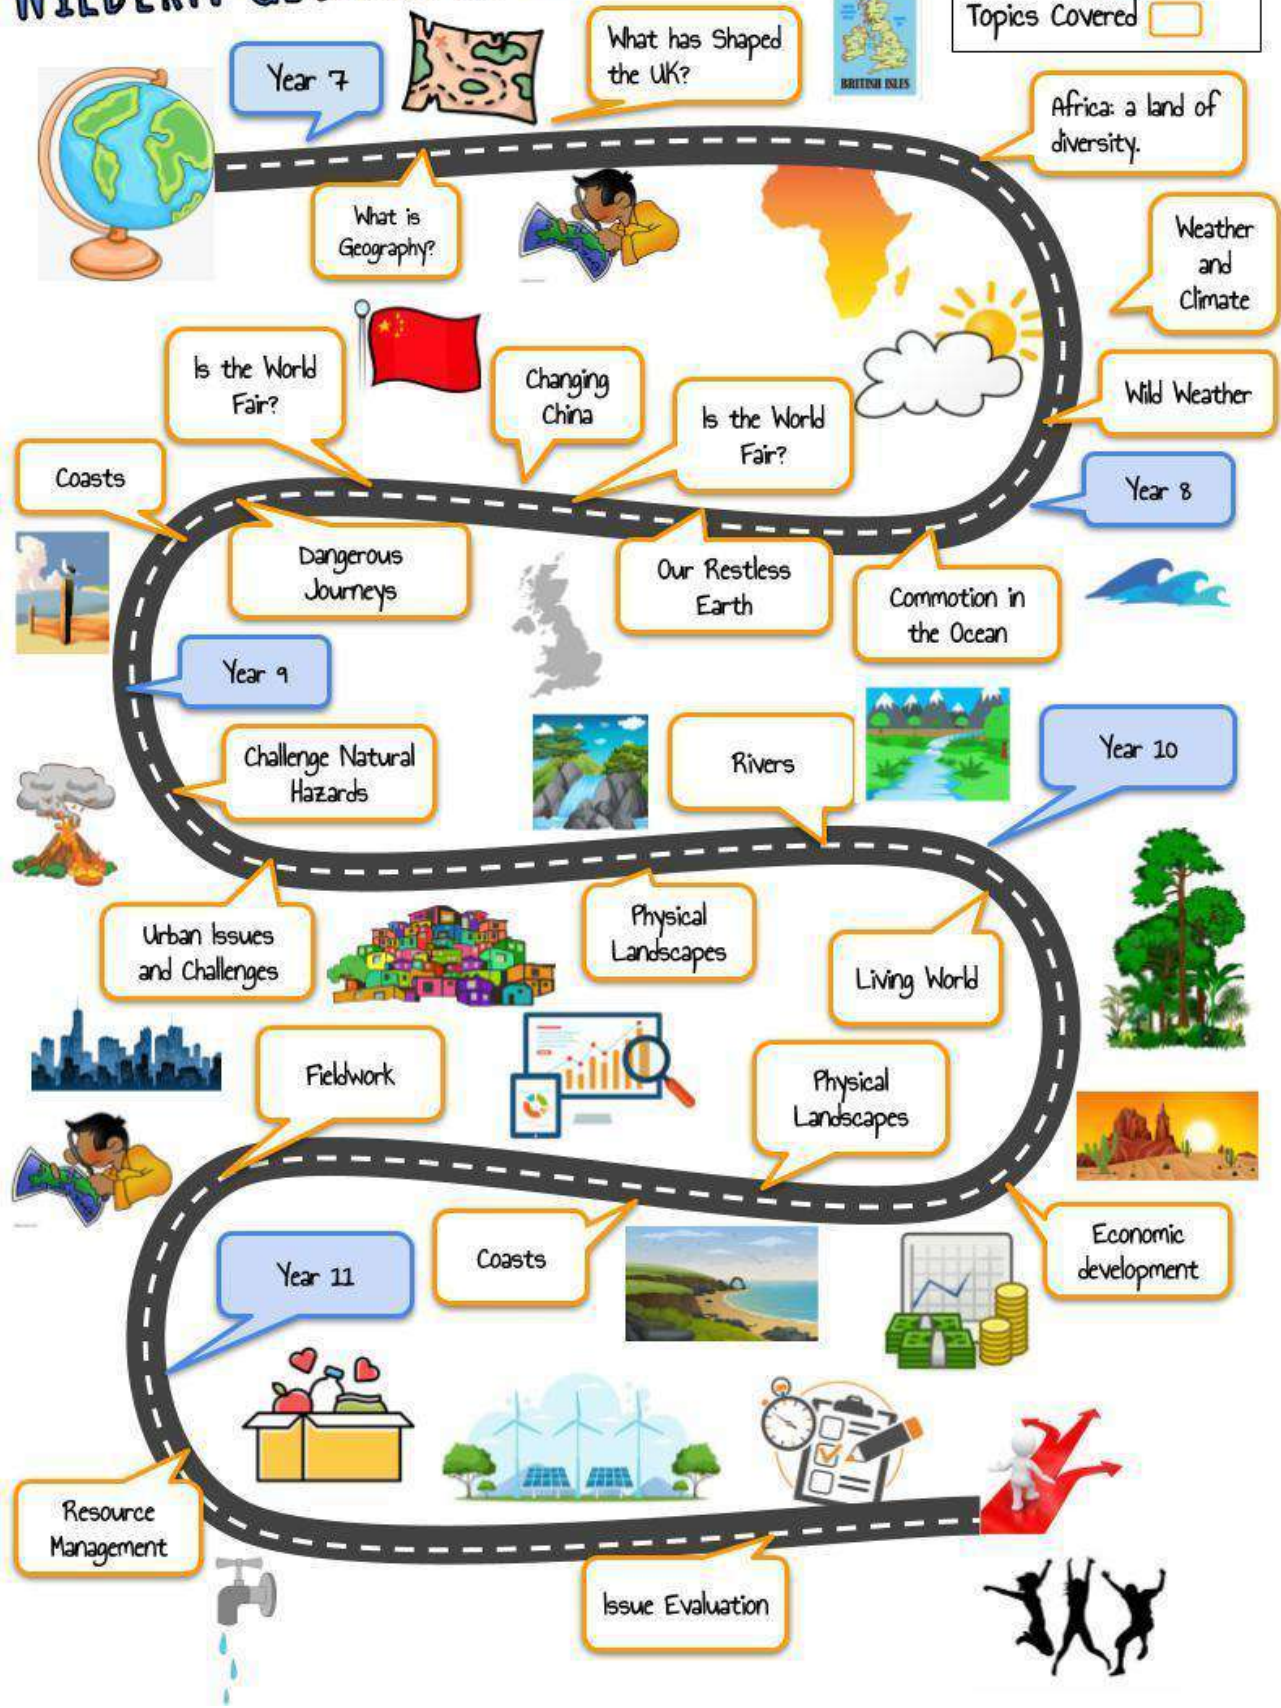 Topics Covered
Year 7
What has Shaped
the UK?
BRITISH ISLES
Africa: a land of
diversity.
What is
Geography?
Weather
and
Climate
Wild Weather
Year 8
Commotion in
the Ocean
Our Restless
Earth
Is the World
Fair?
Changing
China
Is the World
Fair?
Dangerous
Journeys
Coasts
Year 9
Challenge Natural
Hazards
Urban Issues
and Challenges
Physical
Landscapes
Rivers
Year 10
Living World
Economic
development
Physical
Landscapes
Coasts
Fieldwork
Year 11
Resource
Management
Issue Evaluation